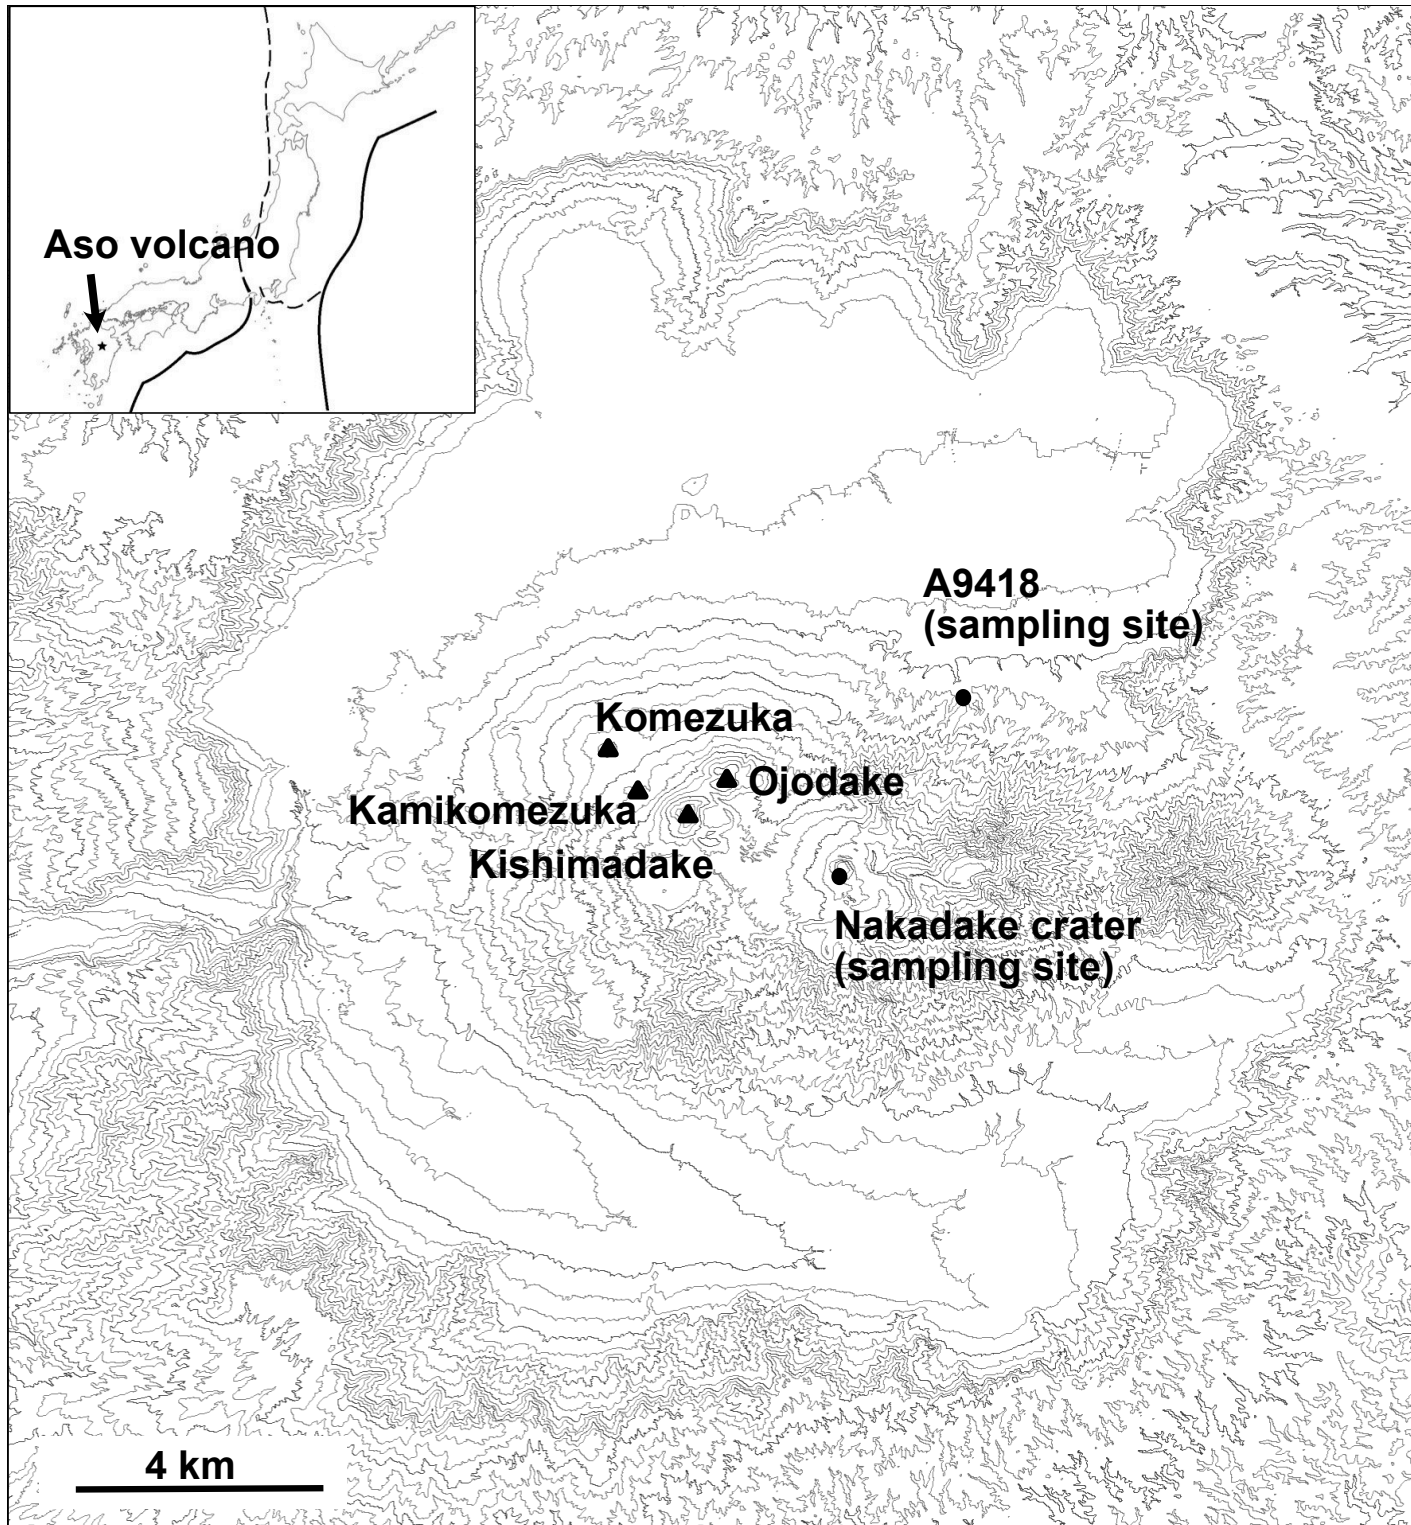 Aso volcano
A9418
(sampling site)
Komezuka
Ojodake
Kamikomezuka
Kishimadake
Nakadake crater
(sampling site)
4 km